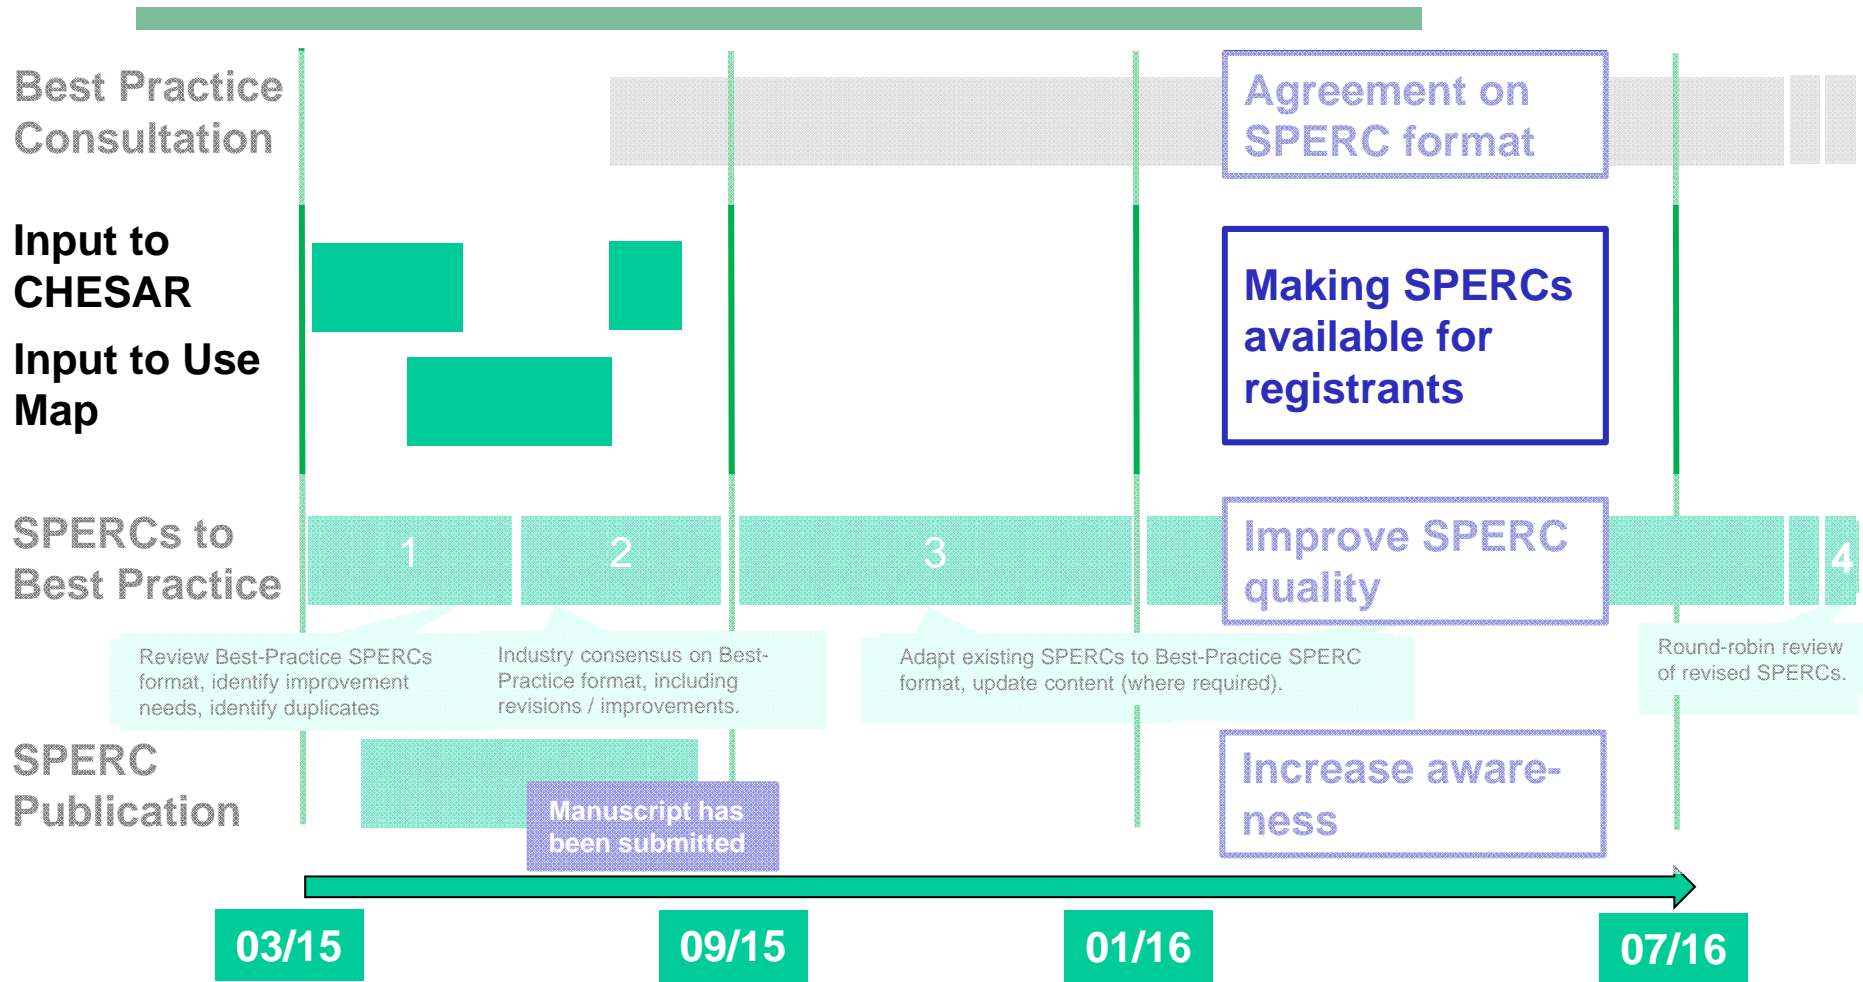 Best Practice
Consultation
Agreement on
SPERC format
Input to
CHESAR
Input to Use
Map
Making SPERCs
available for
registrants
SPERCs to
Best Practice
1
2
3
Improve SPERC
quality
4
Review Best-Practice SPERCs
format, identify improvement
needs, identify duplicates
Industry consensus on Best-
Practice format, including
revisions / improvements.
Adapt existing SPERCs to Best-Practice SPERC
format, update content (where required).
Round-robin review
of revised SPERCs.
SPERC
Publication
Manuscript has
been submitted
Increase aware-
ness
03/15
09/15
01/16
07/16